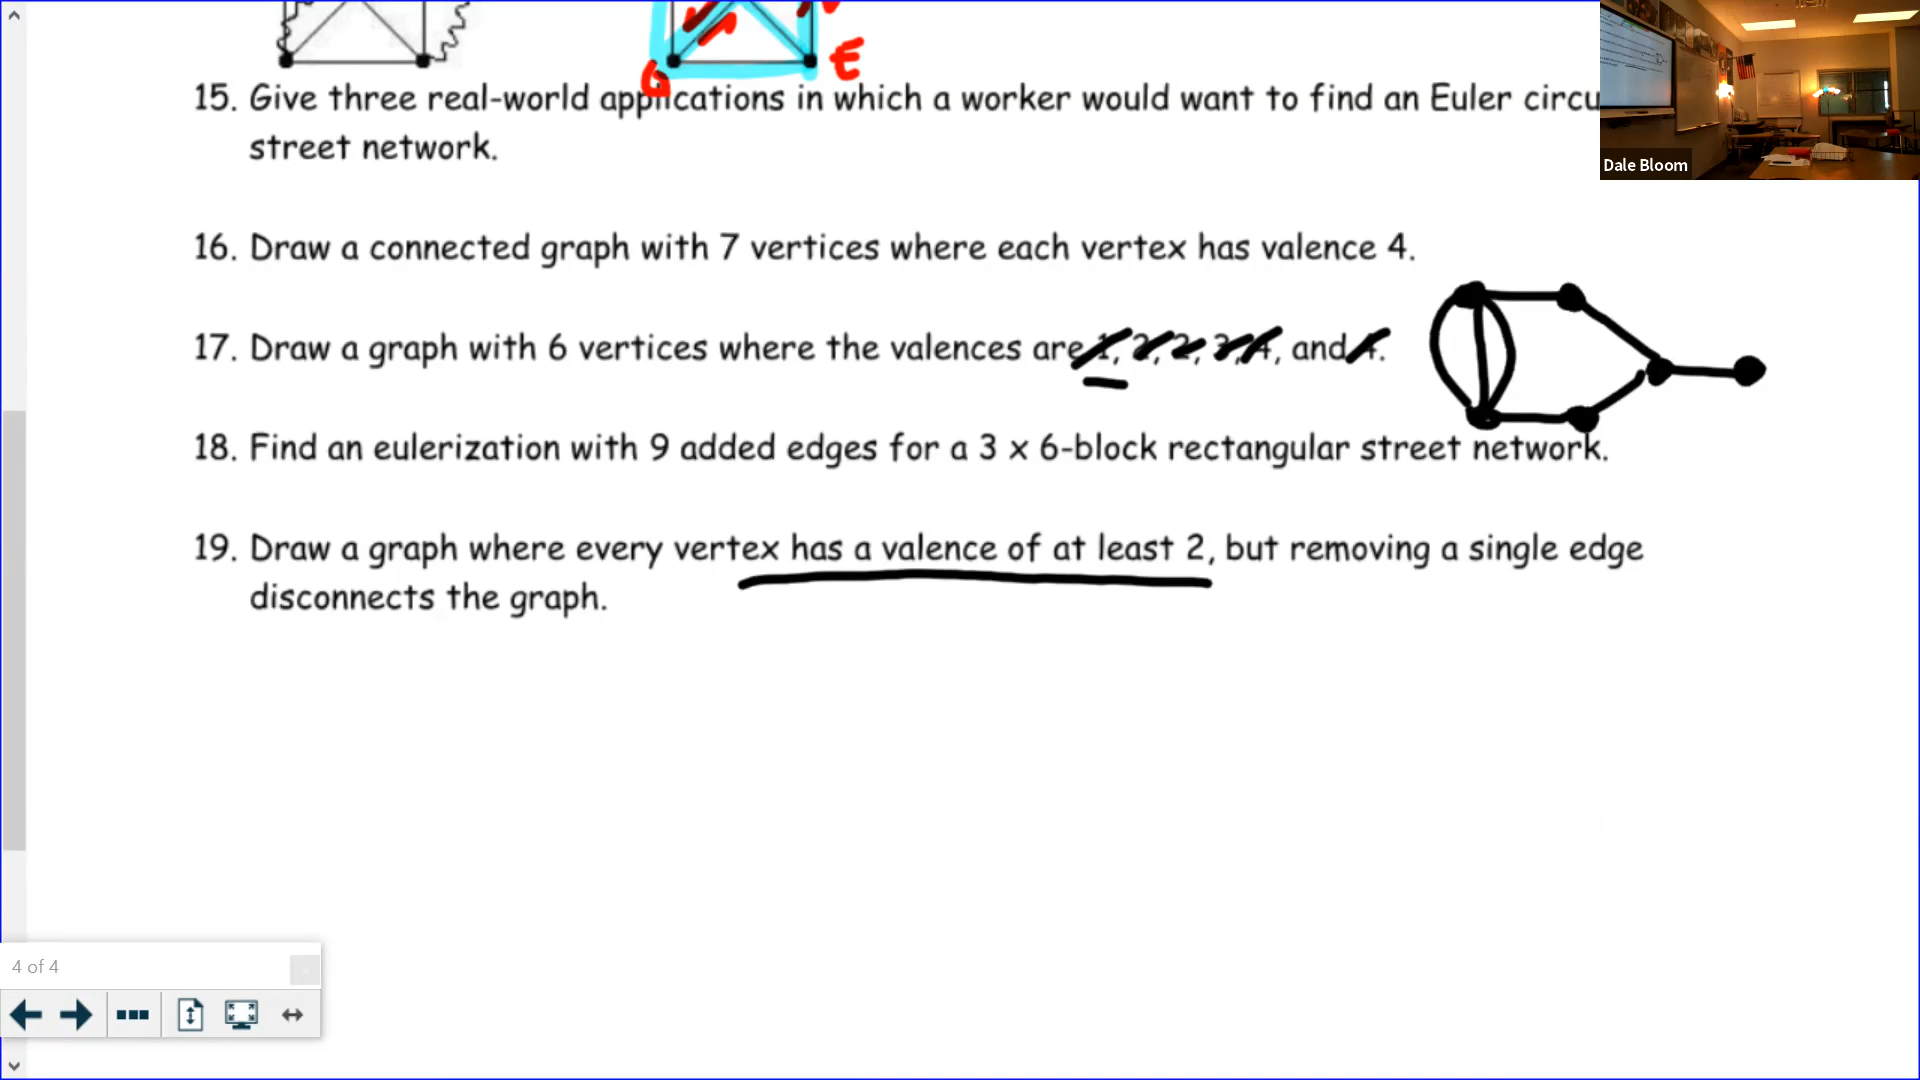 G
E
15. Give three real-world applications in which a worker would want to find an Euler circu
street network.
Dale Bloom
16. Draw a connected graph with 7 vertices where each vertex has valence 4.
17. Draw a graph with 6 vertices where the valences are 1, 2, 2, 3, 4, and 4.
18. Find an eulerization with 9 added edges for a 3 x 6-block rectangular street network.
19. Draw a graph where every vertex has a valence of at least 2, but removing a single edge
disconnects the graph.
4 of 4